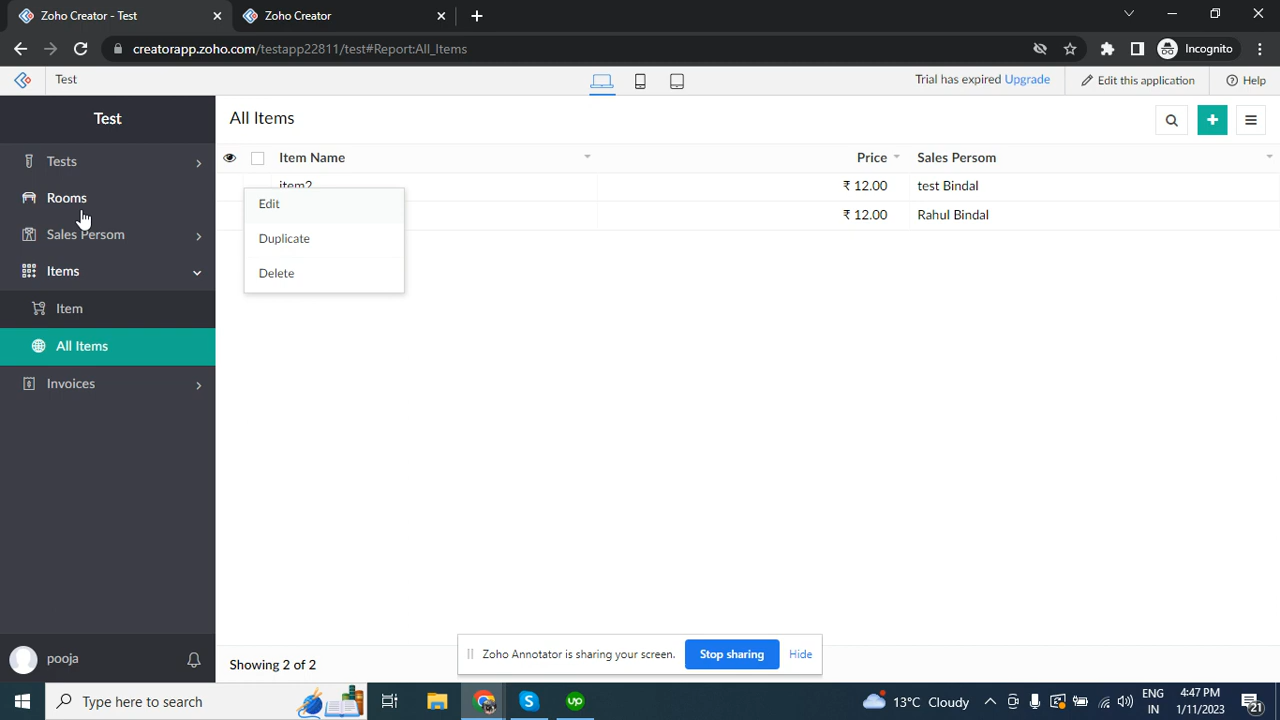 Zoho Creator - Test
Zoho Creator
creatorapp.zoho.com/testapp22811/test#Report:All_Items
Incognito
Test
Trial has expired Upgrade
Edit this application
Help
Test
Tests
Rooms
Sales Persom
Items
Item
All Items
Invoices
pooja
All Items
Item Name
Price
Sales Persom
item2
₹ 12.00
test Bindal
₹ 12.00
Rahul Bindal
Edit
Duplicate
Delete
Showing 2 of 2
Zoho Annotator is sharing your screen.
Stop sharing
Hide
Type here to search
S
up
13°C Cloudy
ENG
IN
4:47 PM
1/11/2023
21